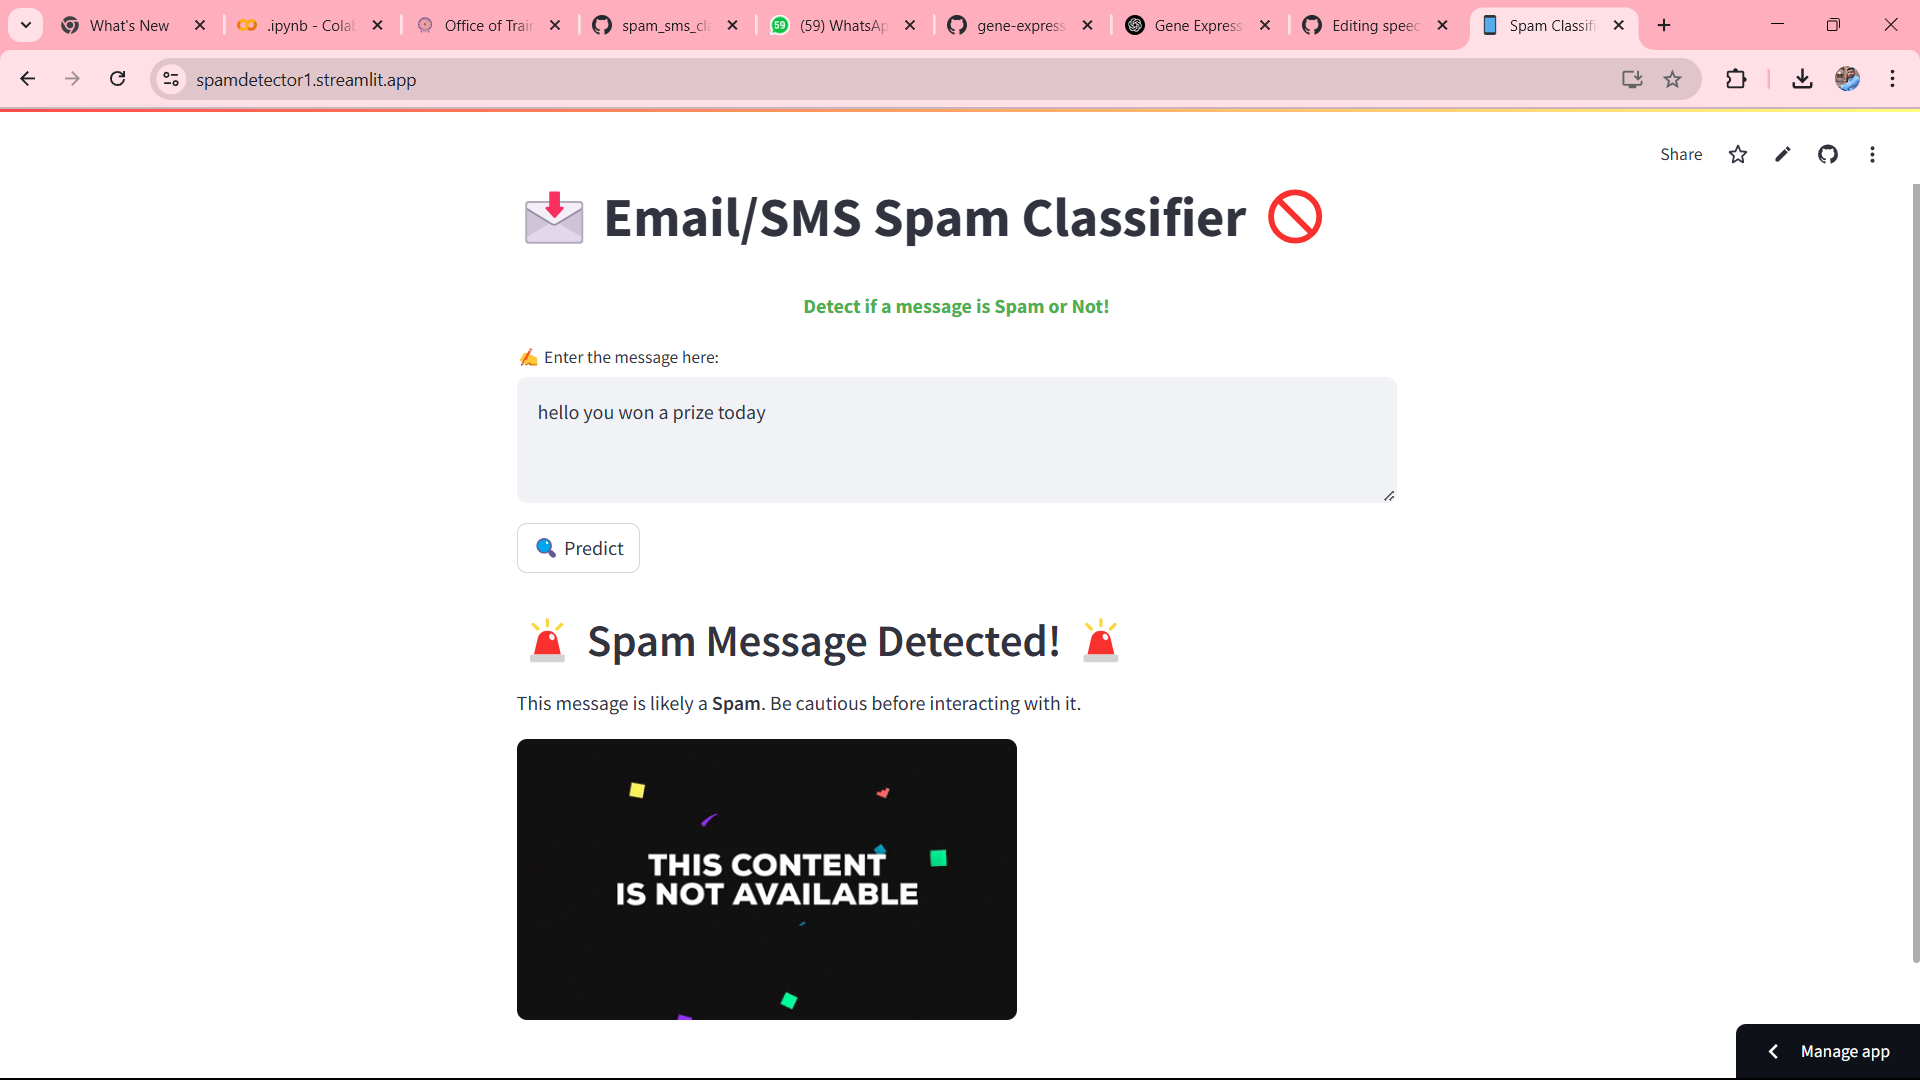 What's New
.ipynb - Colab
Office of Train
spam_sms_cla
(59) WhatsAp
gene-express
Gene Express
Editing speec
Spam Classifi
spamdetector1.streamlit.app
Share
Email/SMS Spam Classifier
Detect if a message is Spam or Not!
Enter the message here:
hello you won a prize today
Predict
Spam Message Detected!
This message is likely a Spam. Be cautious before interacting with it.
THIS CONTENT
IS NOT AVAILABLE
Manage app